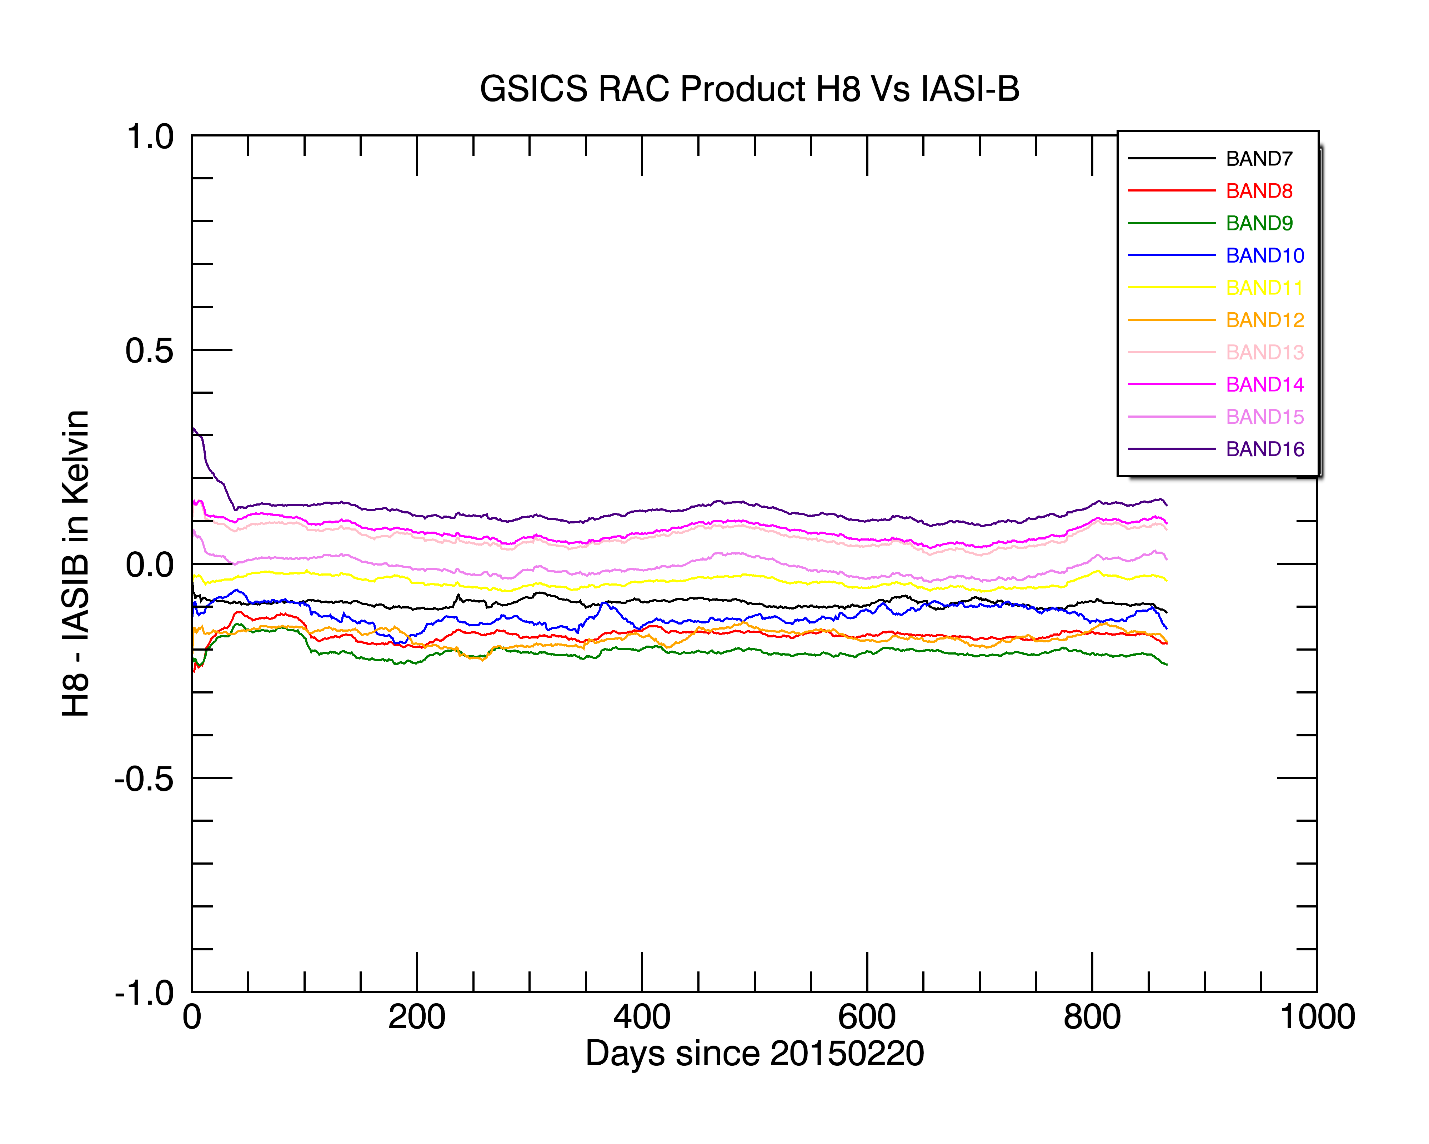 GSICS RAC Product H8 Vs IASI-B
1.0
0.5
0.0
-0.5
-1.0
H8 - IASIB in Kelvin
BAND7
BAND8
BAND9
BAND10
BAND11
BAND12
BAND13
BAND14
BAND15
BAND16
0 200 400 600 800 1000
Days since 20150220